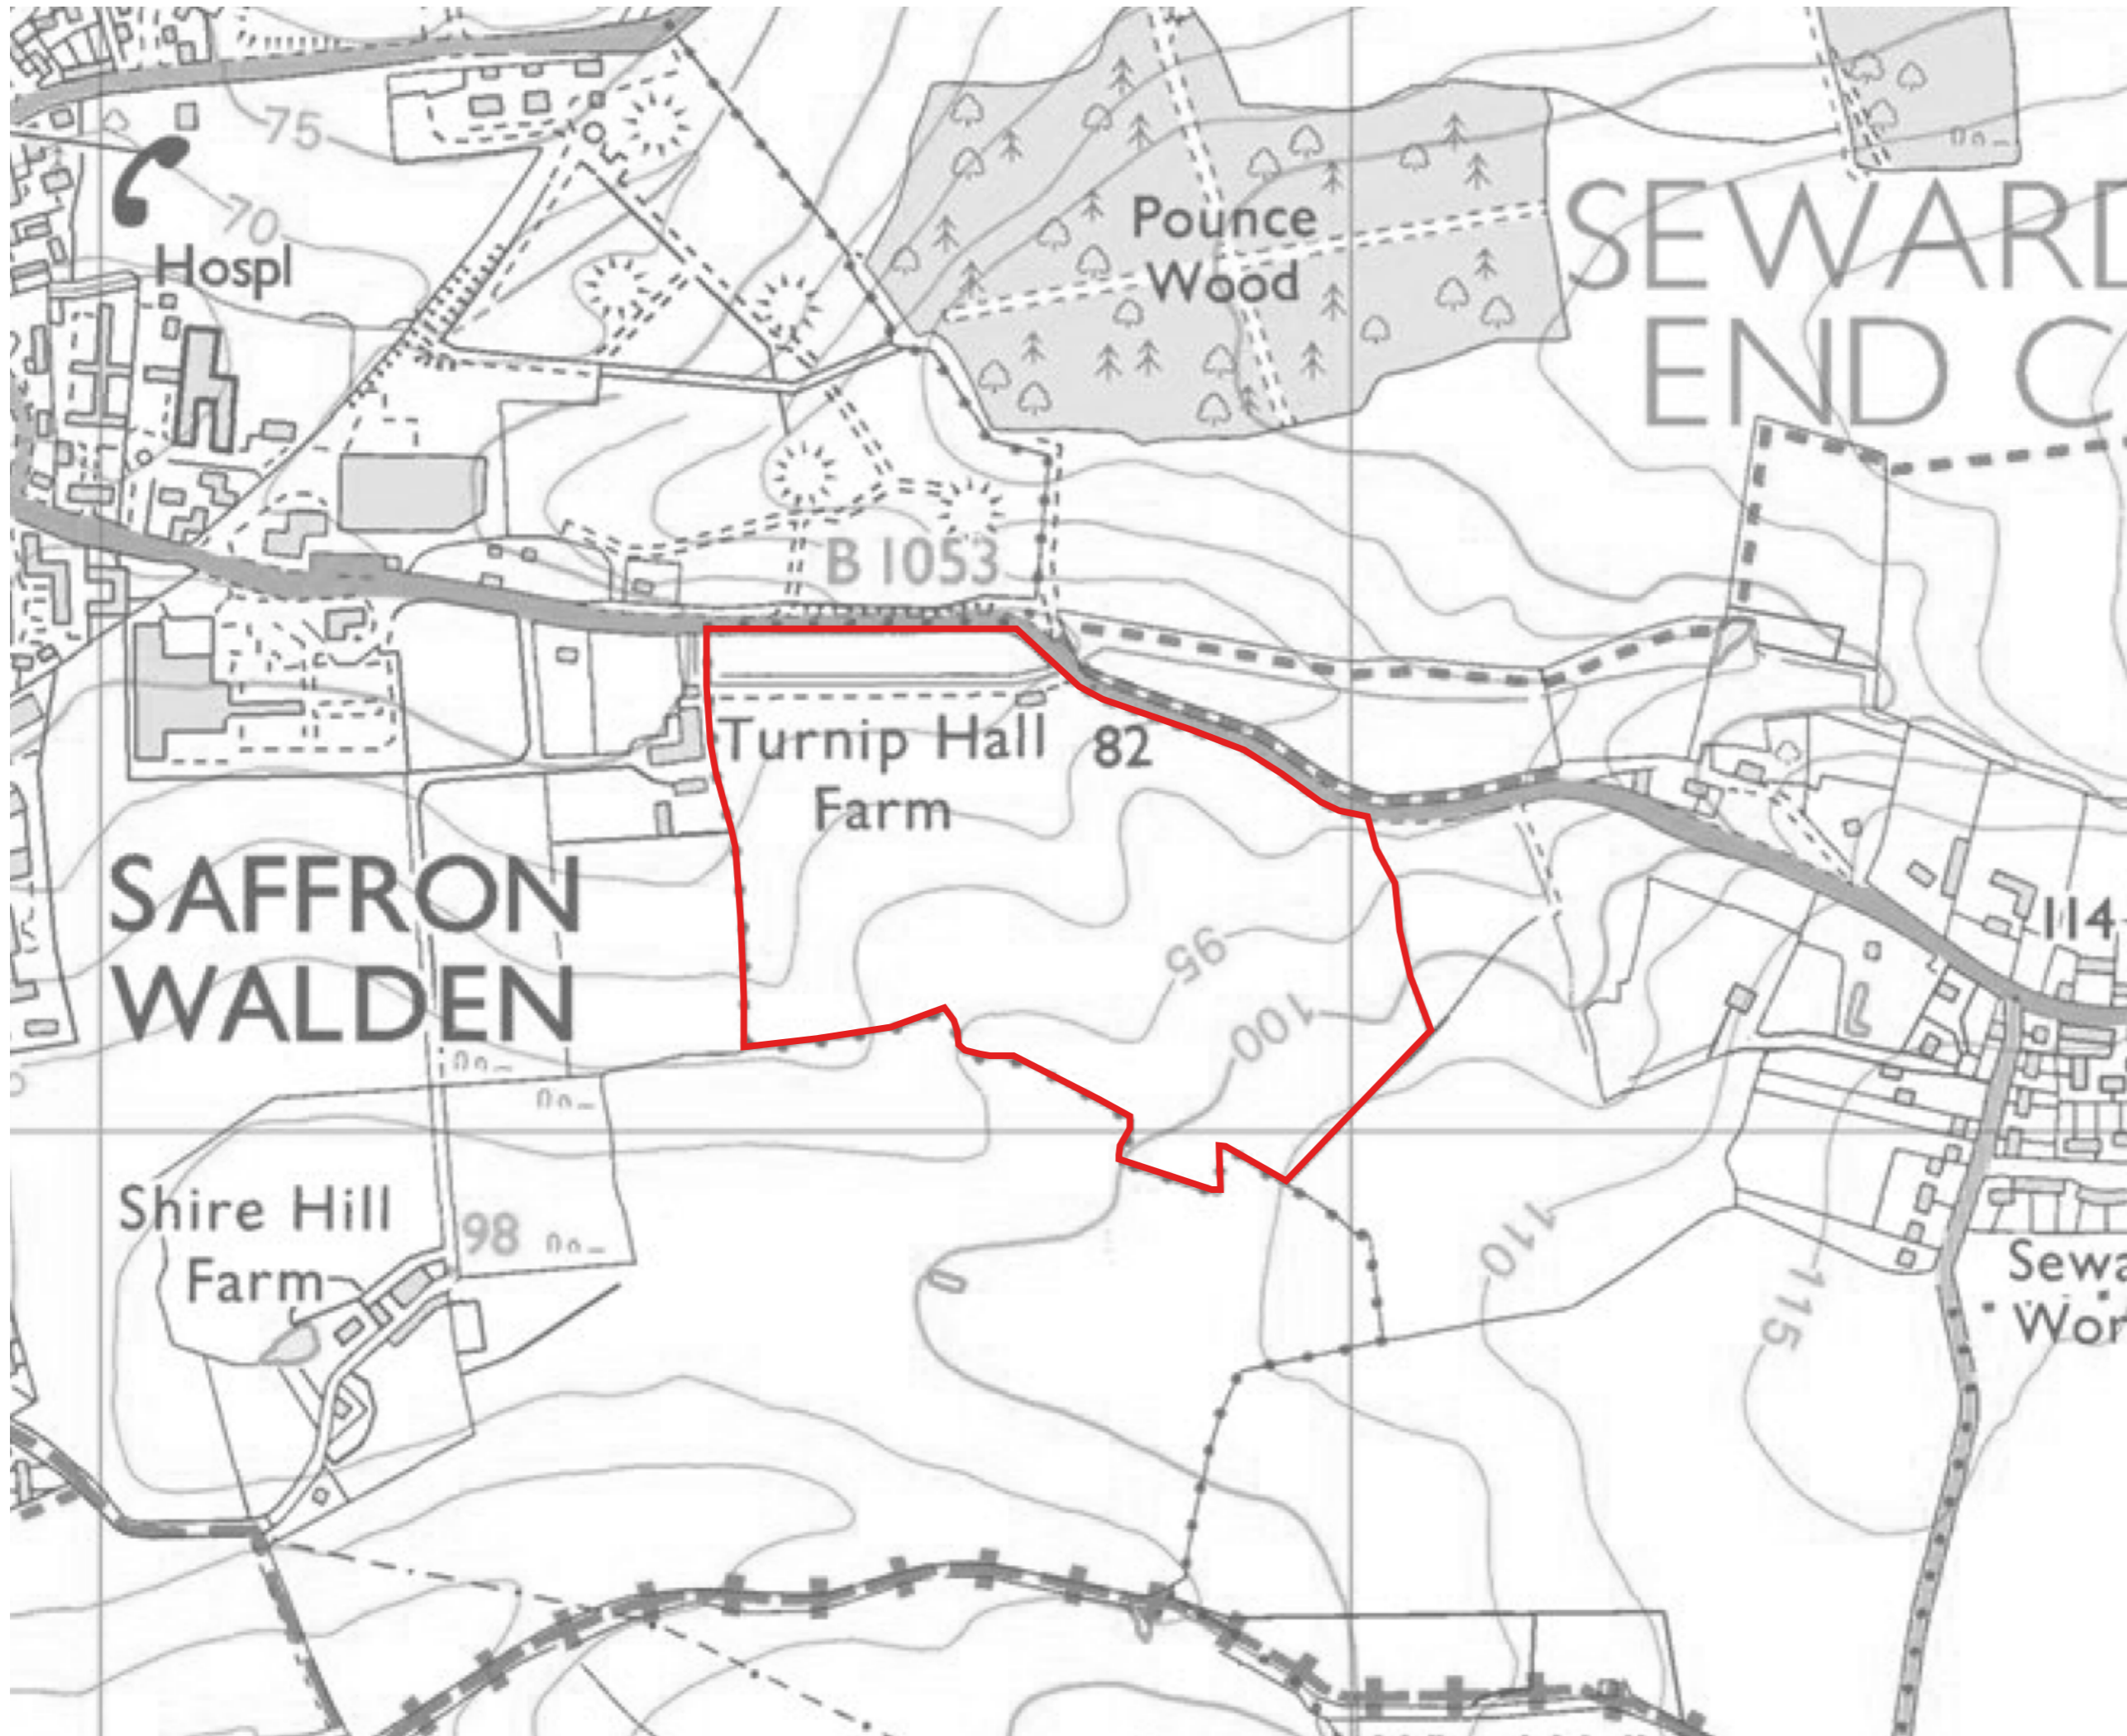 75
70
Hospl
Pounce
Wood
SEWARD
END C
B 1053
Turnip Hall
Farm
82
SAFFRON
WALDEN
95
100
114
Shire Hill
Farm
98
110
115
Sewa
Wor